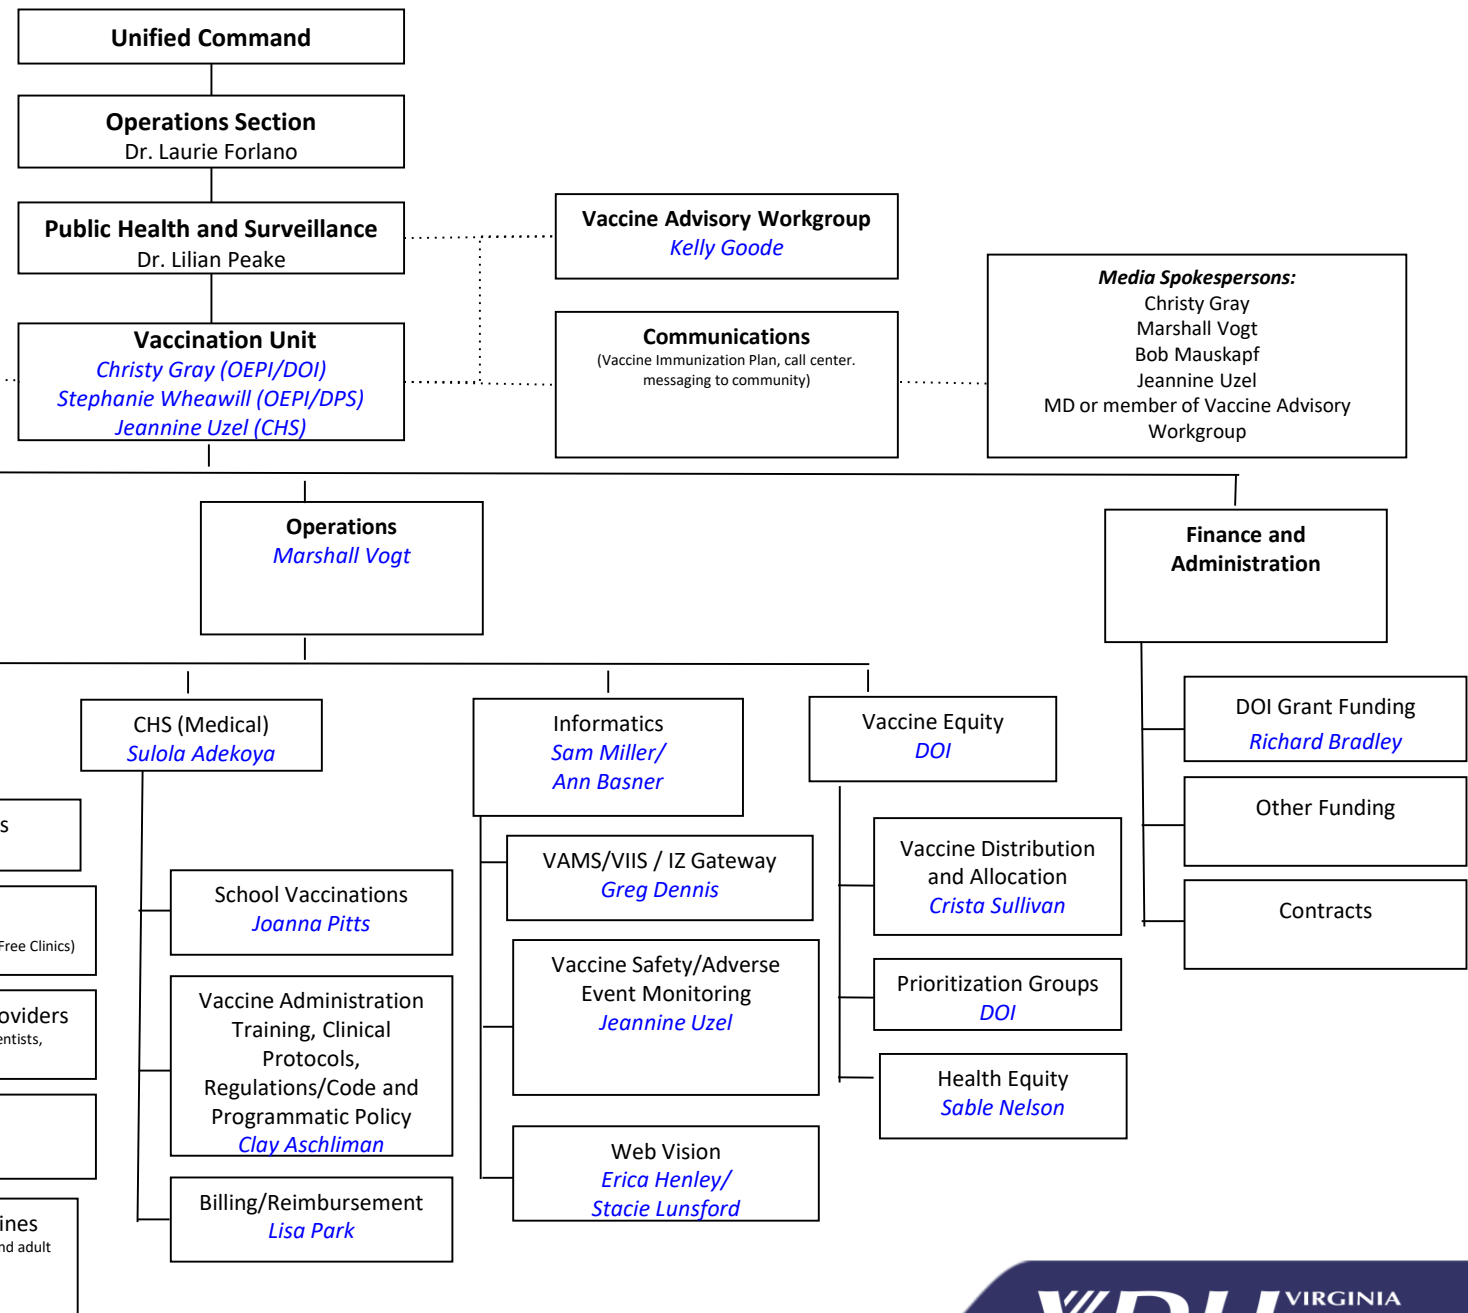 Unified Command
Operations Section
Dr. Laurie Forlano
Public Health and Surveillance
Dr. Lilian Peake
Vaccine Advisory Workgroup
Kelly Goode
Vaccination Unit
Christy Gray (OEPI/DOI)
Stephanie Wheawill (OEPI/DPS)
Jeannine Uzel (CHS)
Communications
(Vaccine Immunization Plan, call center.
messaging to community)
Media Spokespersons:
Christy Gray
Marshall Vogt
Bob Mauskapf
Jeannine Uzel
MD or member of Vaccine Advisory
Workgroup
Operations
Marshall Vogt
Finance and
Administration
CHS (Medical)
Sulola Adekoya
Informatics
Sam Miller/
Ann Basner
Vaccine Equity
DOI
DOI Grant Funding
Richard Bradley
Other Funding
Contracts
s
Free Clinics)
oviders
entists,
ines
nd adult
School Vaccinations
Joanna Pitts
Vaccine Administration
Training, Clinical
Protocols,
Regulations/Code and
Programmatic Policy
Clay Aschliman
Billing/Reimbursement
Lisa Park
VAMS/VIIS / IZ Gateway
Greg Dennis
Vaccine Safety/Adverse
Event Monitoring
Jeannine Uzel
Web Vision
Erica Henley/
Stacie Lunsford
Vaccine Distribution
and Allocation
Crista Sullivan
Prioritization Groups
DOI
Health Equity
Sable Nelson
VDH VIRGINIA